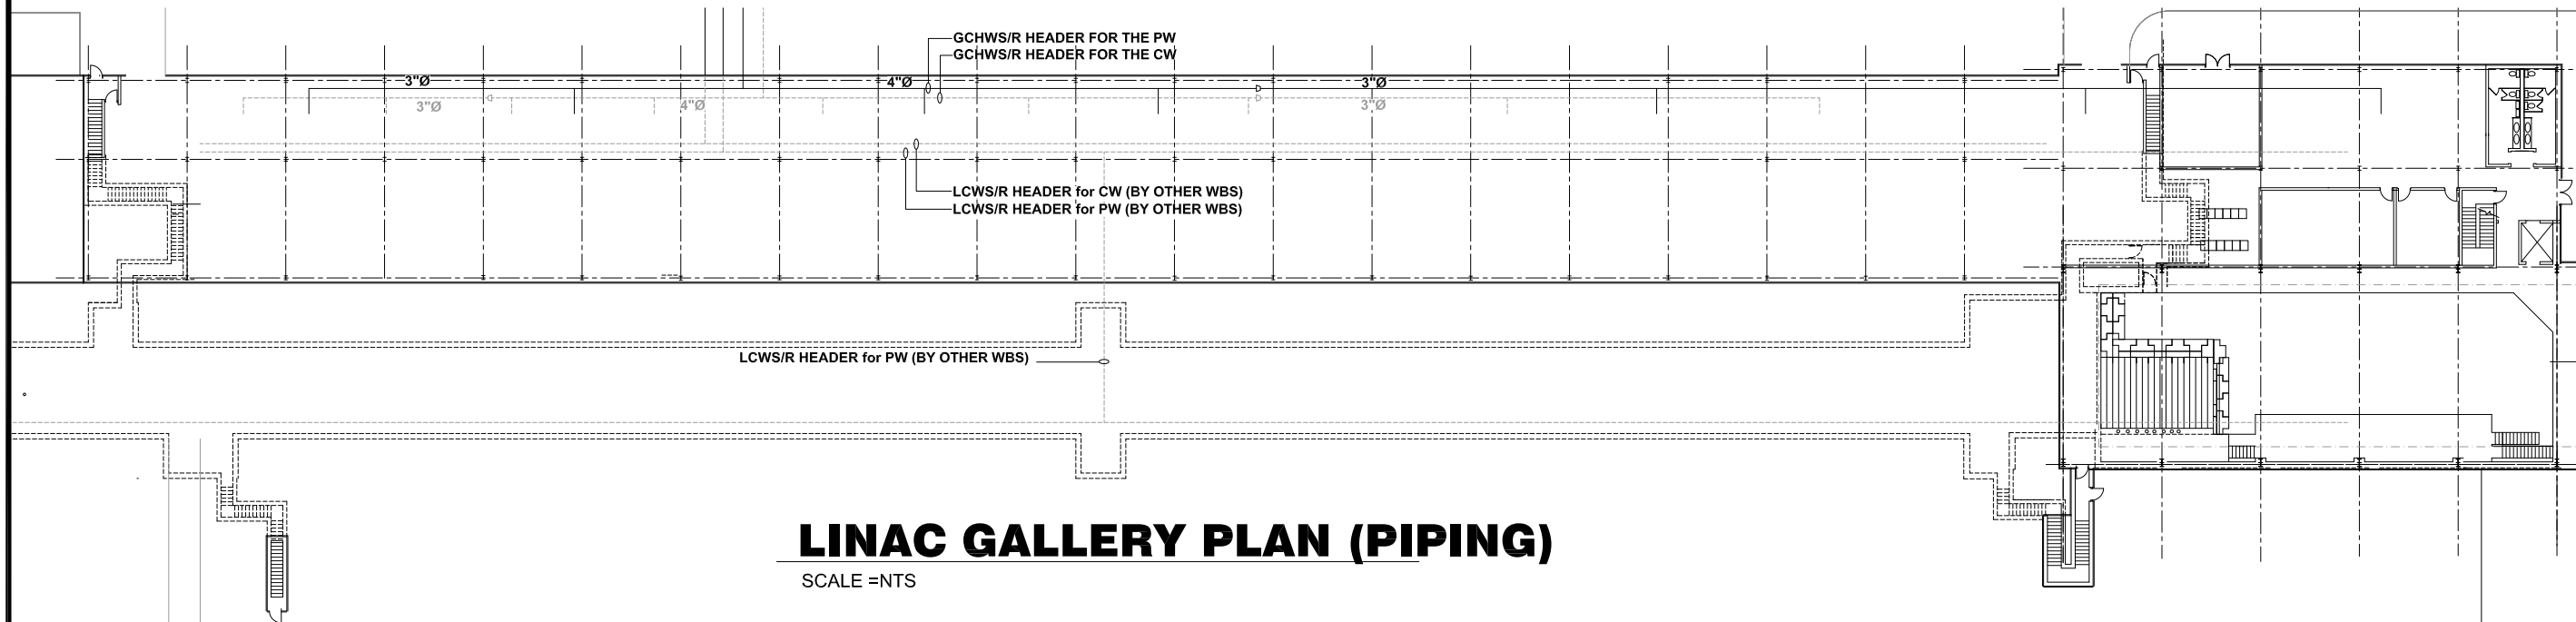 GCHWS/R HEADER FOR THE PW
GCHWS/R HEADER FOR THE CW
3"Ø
4"Ø
3"Ø
3"Ø
4"Ø
3"Ø
LCWS/R HEADER for CW (BY OTHER WBS)
LCWS/R HEADER for PW (BY OTHER WBS)
LCWS/R HEADER for PW (BY OTHER WBS)
LINAC GALLERY PLAN (PIPING)
SCALE =NTS